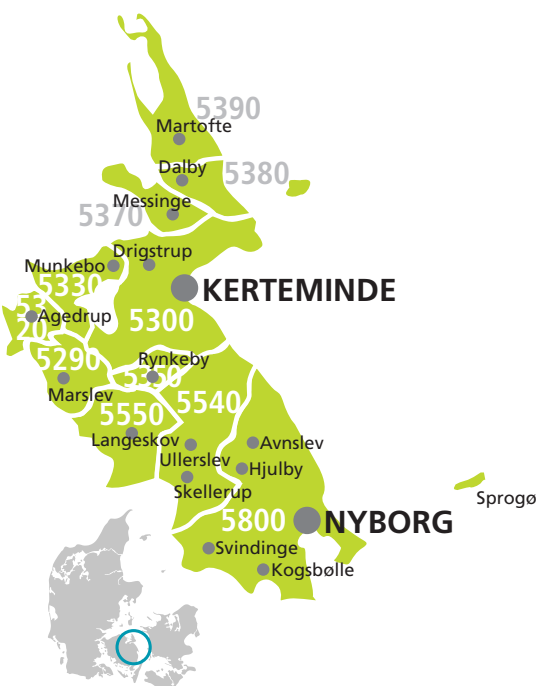 5390
Martofte
Dalby
5380
Messinge
5370
Drigstrup
Munkebo
5330
KERTEMINDE
53
20
Agedrup
5300
Rynkeby
5290
5350
Marslev
5540
5550
Langeskov
Avnslev
Ullerslev
Hjulby
Skellerup
Sprogø
5800
NYBORG
Svindinge
Kogsbølle